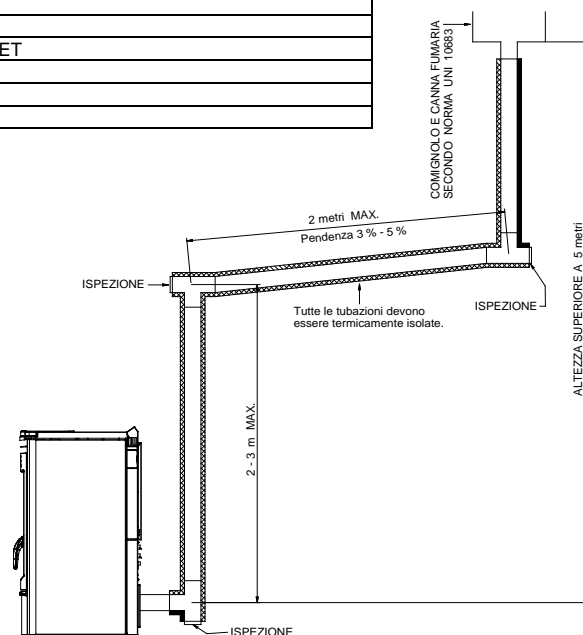 ET
COMIGNOLO E CANNA FUMARIA
SECONDO NORMA UNI 10683
2 metri MAX.
Pendenza 3 % - 5 %
ISPEZIONE
ISPEZIONE
Tutte le tubazioni devono
essere termicamente isolate.
ALTEZZA SUPERIORE A 5 metri
2 - 3 m MAX.
ISPEZIONE